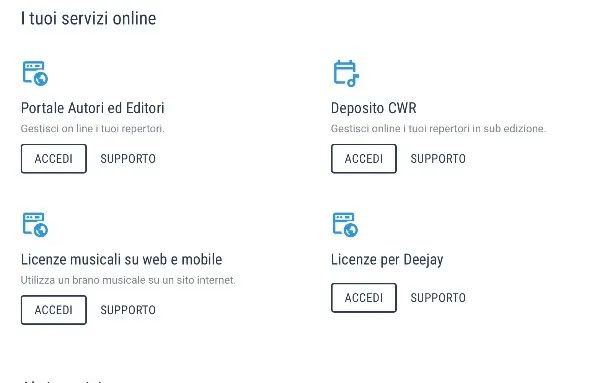 I tuoi servizi online
Portale Autori ed Editori
Gestisci on line i tuoi repertori.
ACCEDI SUPPORTO
Deposito CWR
Gestisci online i tuoi repertori in sub edizione.
ACCEDI SUPPORTO
Licenze musicali su web e mobile
Utilizza un brano musicale su un sito internet.
ACCEDI SUPPORTO
Licenze per Deejay
ACCEDI SUPPORTO